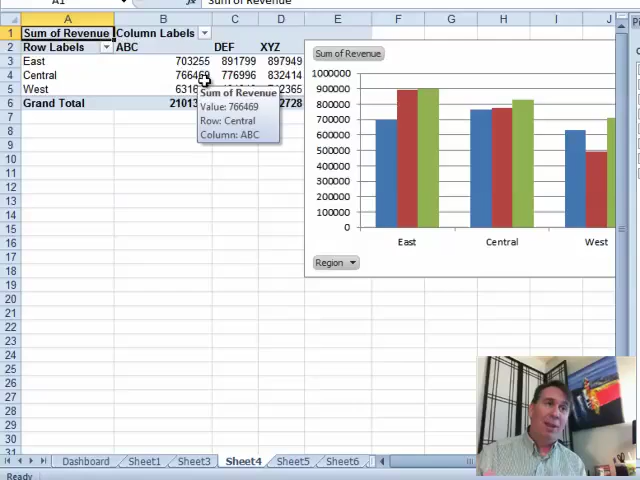 A1
Sum of Revenue
A B C D E F G H I J
1 Sum of Revenue Column Labels
2 Row Labels ABC DEF XYZ
3 East 703255 891799 897949
4 Central 766469 776996 832414
5 West
6 Grand Total
7
8
9
10
11
12
13
14
15
16
17
18
19
20
21
22
23
24
25
26
27
28
29
30
31
Sum of Revenue
Value: 766469
Row: Central
Column: ABC
Sum of Revenue
1000000
900000
800000
700000
600000
500000
400000
300000
200000
100000
0
East Central West
Region
Dashboard Sheet1 Sheet3 Sheet4 Sheet5 Sheet6
Ready